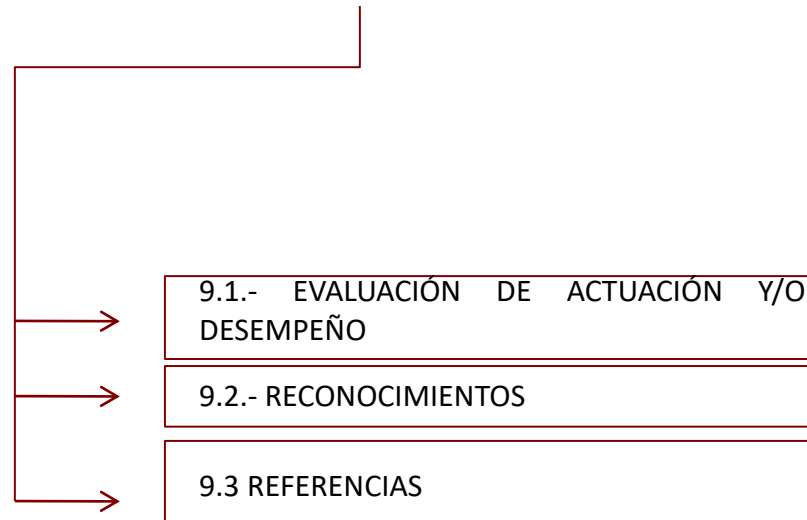 9.1.- EVALUACIÓN DE ACTUACIÓN Y/O
DESEMPEÑO
9.2.- RECONOCIMIENTOS
9.3 REFERENCIAS